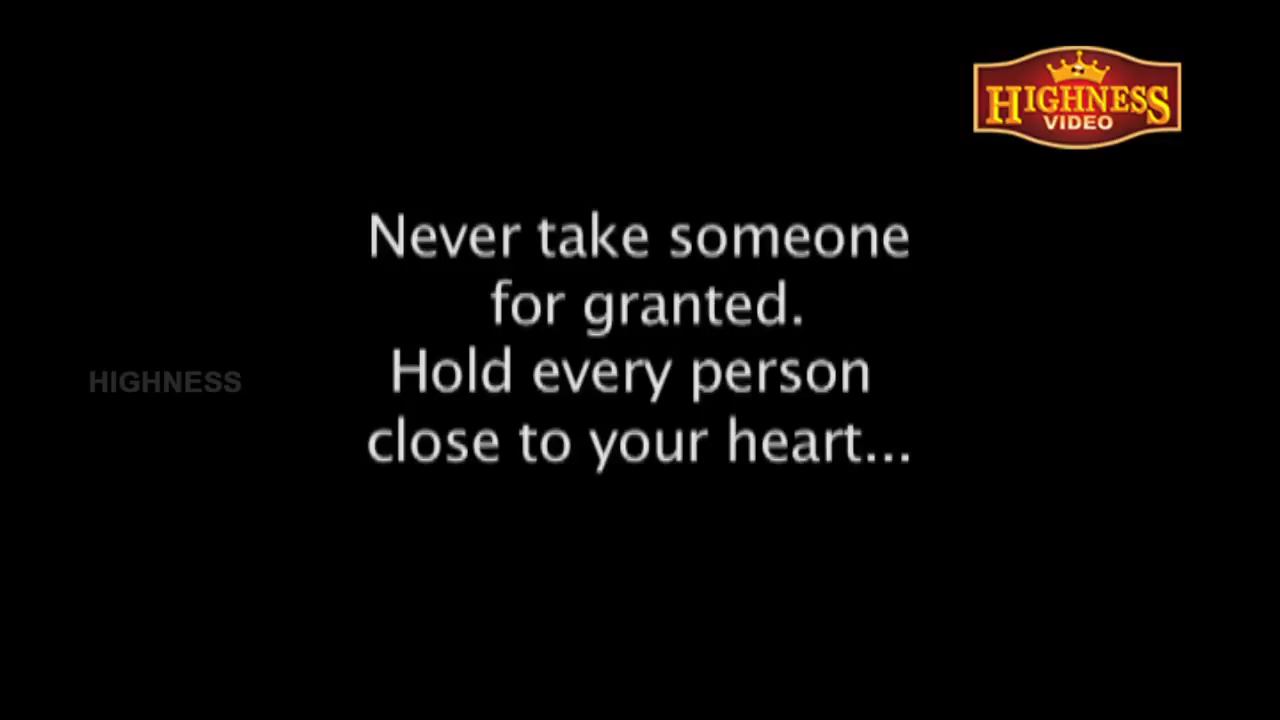 HIGHNESS
VIDEO
Never take someone
for granted.
Hold every person
close to your heart...
HIGHNESS